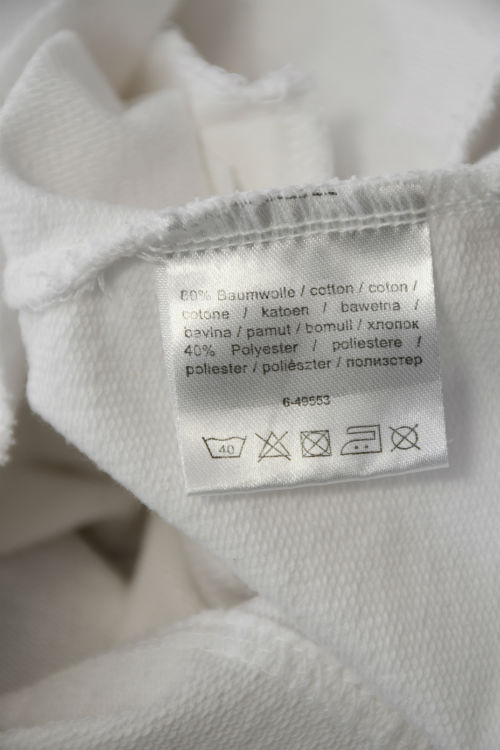 60% Baumwolle / cotton / coton /
cotone / katoen / bawełna /
bavlna / pamut / bomull / хлопок
40% Polyester / poliestere /
poliester / poliészter / полиэстер
6-49553
40